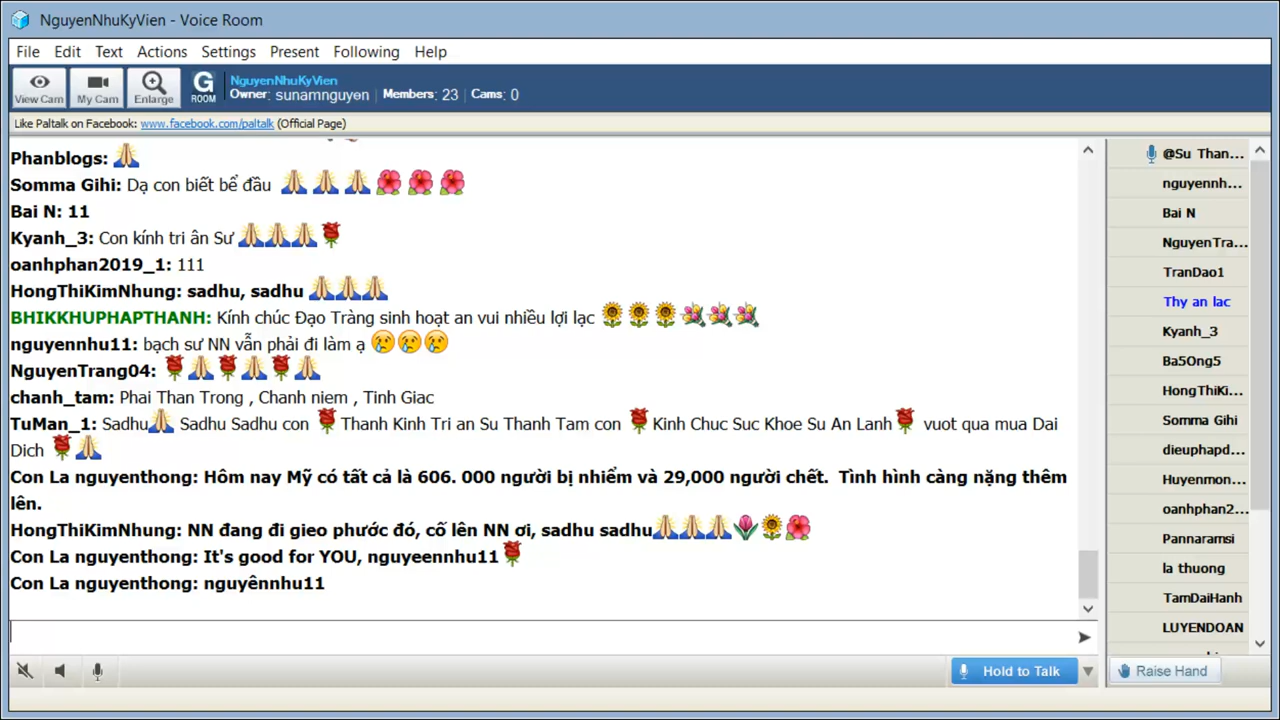 NguyenNhuKyVien - Voice Room
File Edit Text Actions Settings Present Following Help
View Cam My Cam Enlarge G ROOM NguyenNhuKyVien
Owner: sunamnguyen Members: 23 Cams: 0
Like Paltalk on Facebook: www.facebook.com/paltalk (Official Page)
Phanblogs: 🙏
Somma Gihi: Dạ con biết bể đầu 🙏🙏🙏🌺🌺🌺
Bai N: 11
Kyanh_3: Con kính tri ân Sư 🙏🙏🙏🌹
oanhphan2019_1: 111
HongThiKimNhung: sadhu, sadhu 🙏🙏🙏
BHIKKHUPHAPTHANH: Kính chúc Đạo Tràng sinh hoạt an vui nhiều lợi lạc 🌻🌻🌻💐💐💐
nguyennhu11: bạch sư NN vẫn phải đi làm ạ 😢😢😢
NguyenTrang04: 🌹🙏🌹🙏🌹🙏
chanh_tam: Phai Than Trong , Chanh niem , Tinh Giac
TuMan_1: Sadhu🙏 Sadhu Sadhu con 🌹Thanh Kinh Tri an Su Thanh Tam con 🌹Kinh Chuc Suc Khoe Su An Lanh🌹 vuot qua mua Dai
Dich 🌹🙏
Con La nguyenthong: Hôm nay Mỹ có tất cả là 606. 000 người bị nhiễm và 29,000 người chết. Tình hình càng nặng thêm
lên.
HongThiKimNhung: NN đang đi gieo phước đó, cố lên NN ơi, sadhu sadhu🙏🙏🙏🌷🌻🌺
Con La nguyenthong: It's good for YOU, nguyeennhu11🌹
Con La nguyenthong: nguyênnhu11
@Su Than...
nguyennh...
Bai N
NguyenTra...
TranDao1
Thy an lac
Kyanh_3
Ba5Ong5
HongThiKi...
Somma Gihi
dieuphapd...
Huyenmon...
oanhphan2...
Pannaramsi
la thuong
TamDaiHanh
LUYENDOAN
Hold to Talk
Raise Hand